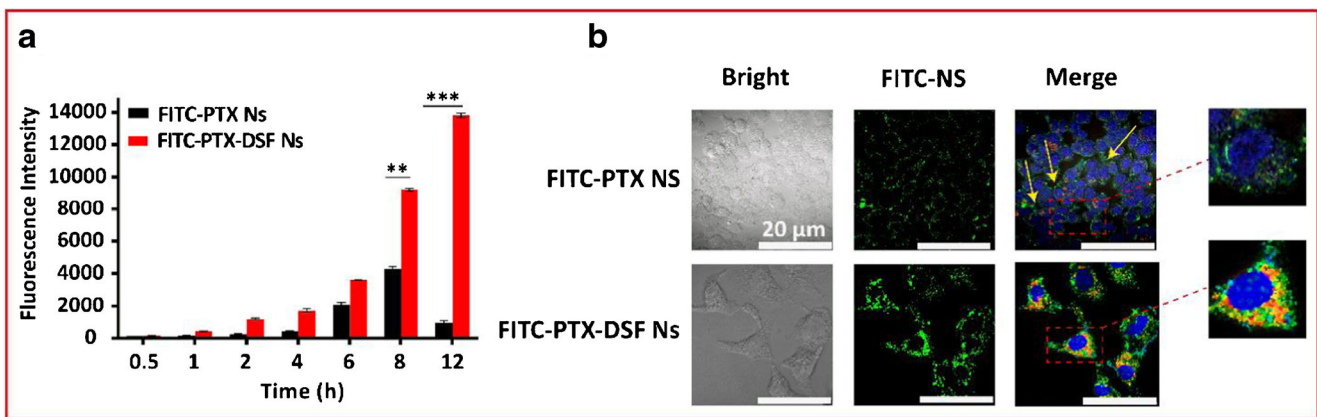 a
Fluorescence Intensity
14000
12000
10000
8000
6000
4000
2000
0
FITC-PTX Ns
FITC-PTX-DSF Ns
**
***
0.5 1 2 4 6 8 12
Time (h)
b
Bright FITC-NS Merge
FITC-PTX NS
20 μm
FITC-PTX-DSF Ns